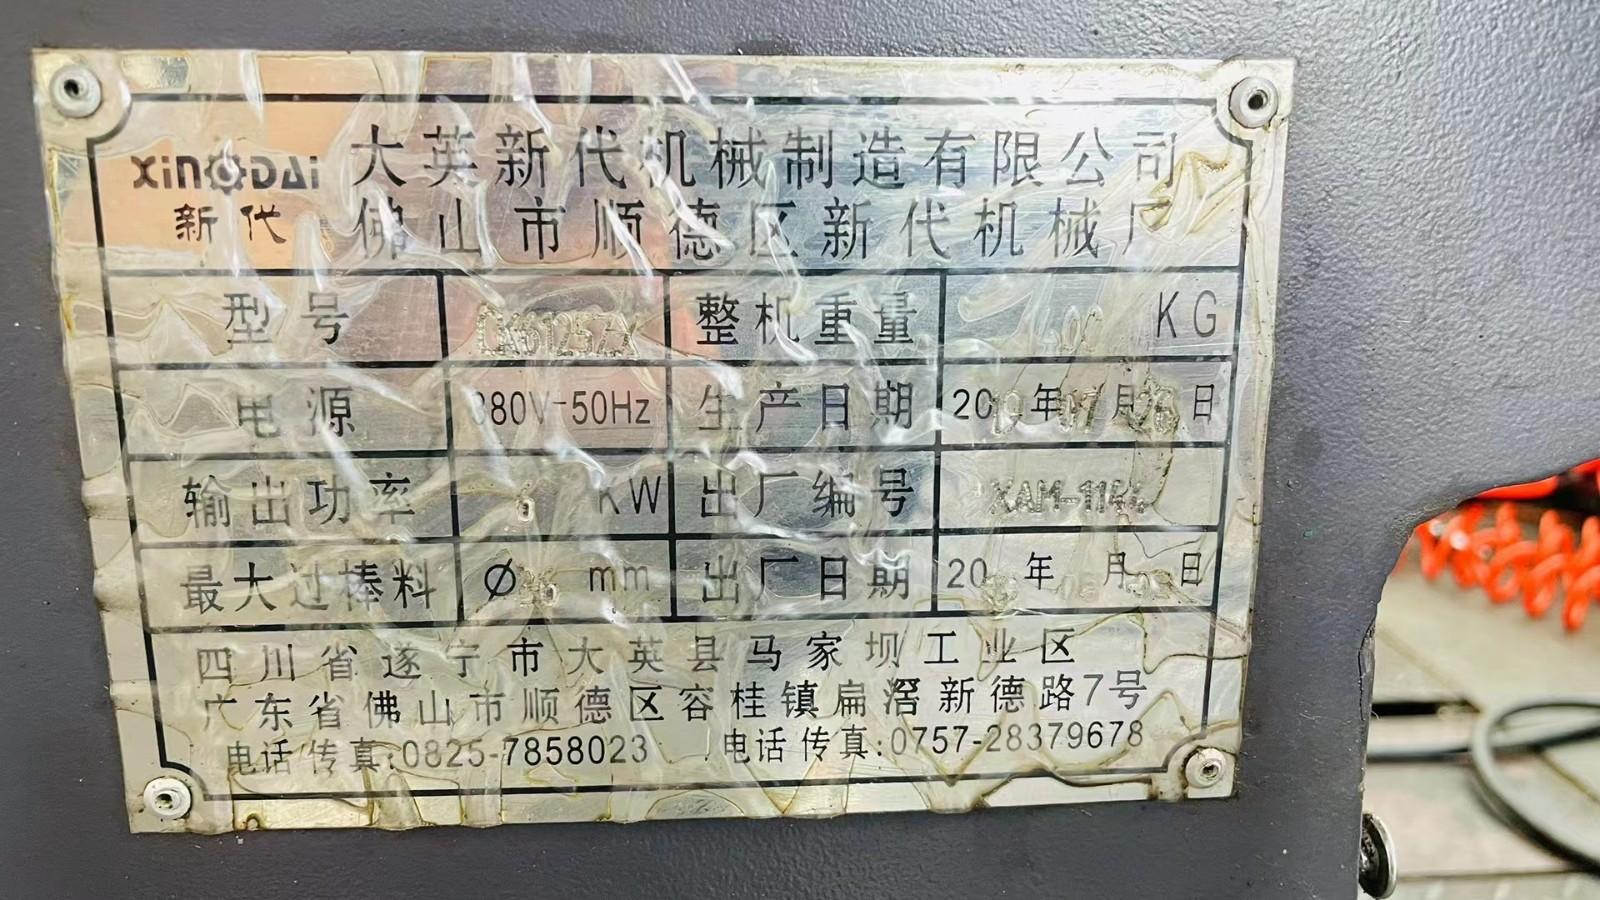 XinDAi 大英新代机械制造有限公司
新代 佛山市顺德区新代机械厂
型号 整机重量 KG
电源 380V-50Hz 生产日期 20 年 月 日
输出功率 KW 出厂编号
最大过棒料 Ø mm 出厂日期 20 年 月 日
四川省遂宁市大英县马家坝工业区
广东省佛山市顺德区容桂镇扁滘新德路7号
电话传真:0825-7858023 电话传真:0757-28379678